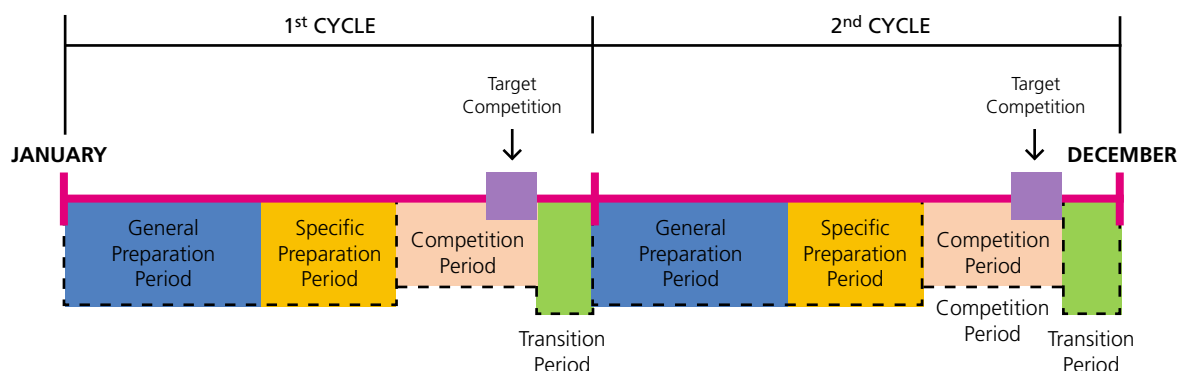 1st CYCLE
2nd CYCLE
Target
Competition
Target
Competition
JANUARY
DECEMBER
General
Preparation
Period
Specific
Preparation
Period
Competition
Period
General
Preparation
Period
Specific
Preparation
Period
Competition
Period
Competition
Period
Transition
Period
Transition
Period